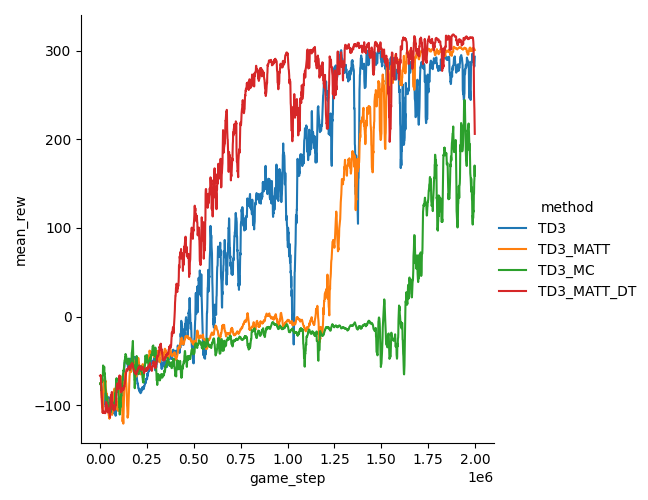 300
200
100
0
−100
mean_rew
0.00 0.25 0.50 0.75 1.00 1.25 1.50 1.75 2.00
1e6
game_step
method
TD3
TD3_MATT
TD3_MC
TD3_MATT_DT